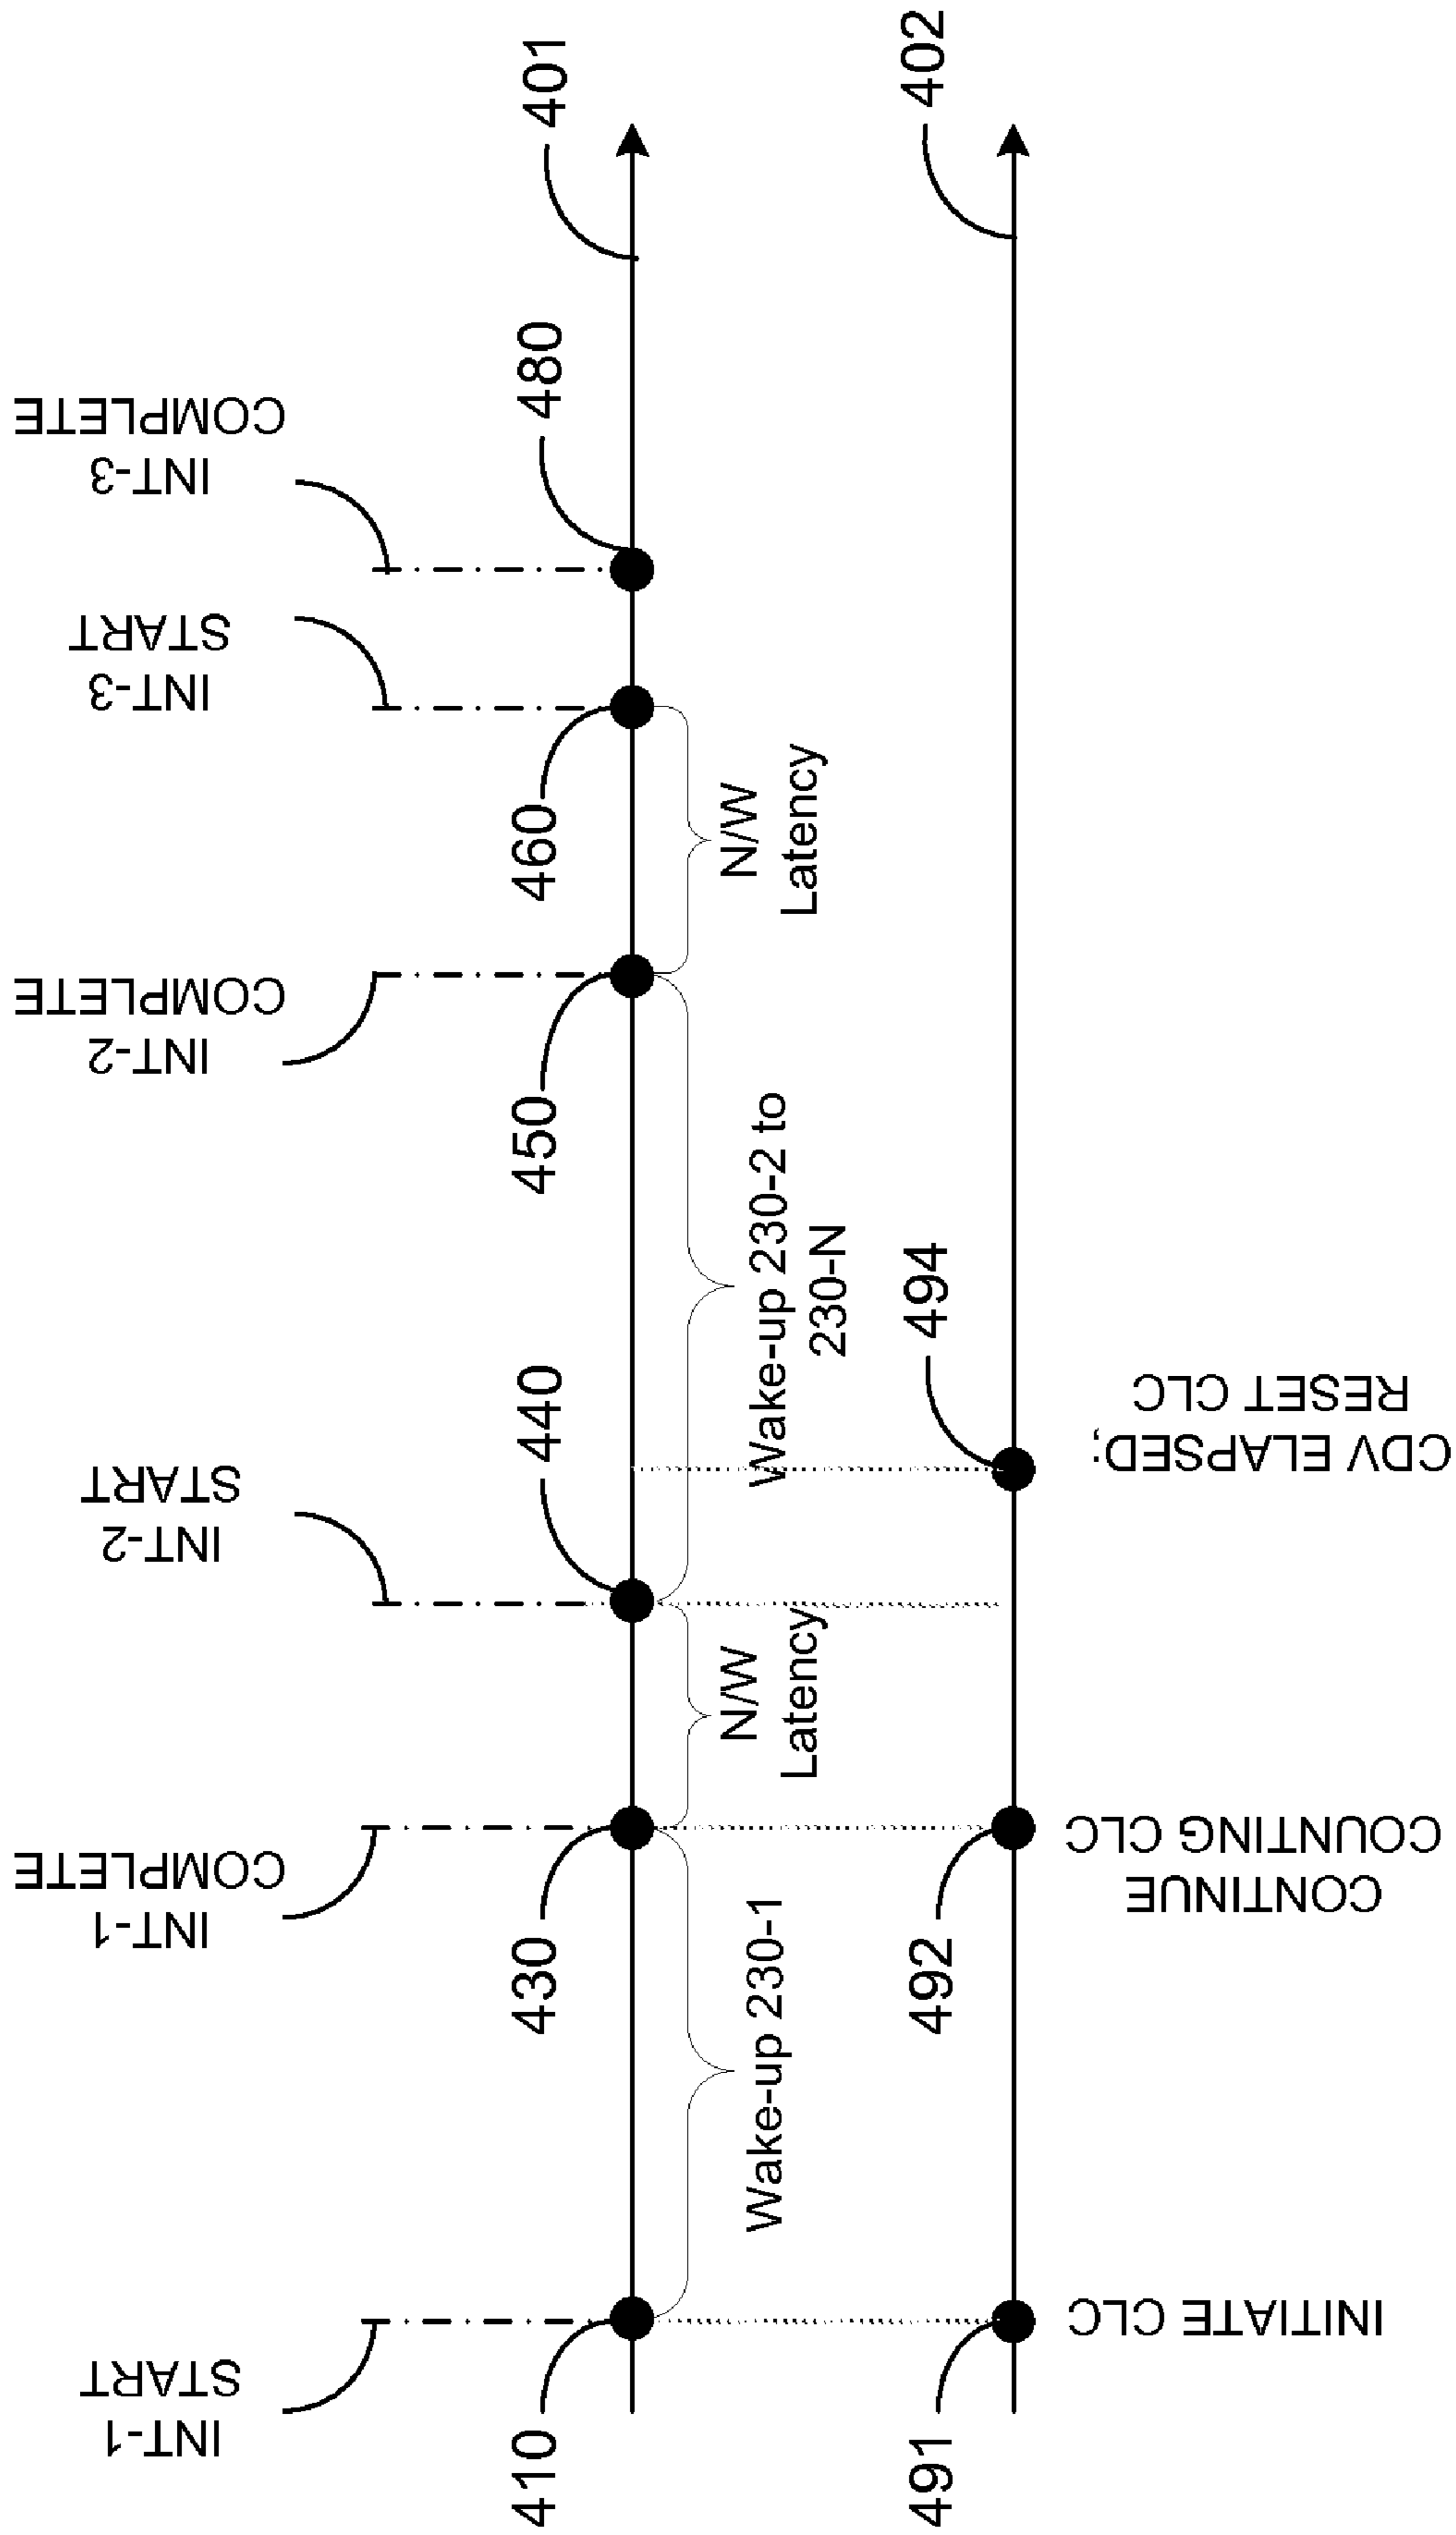 INT-1
START
INT-1
COMPLETE
INT-2
START
INT-2
COMPLETE
INT-3
START
INT-3
COMPLETE
410
430
440
450
460
480
401
Wake-up 230-1
N/W
Latency
Wake-up 230-2 to
230-N
N/W
Latency
491
492
494
402
INITIATE CLC
CONTINUE
COUNTING CLC
CDV ELAPSED;
RESET CLC